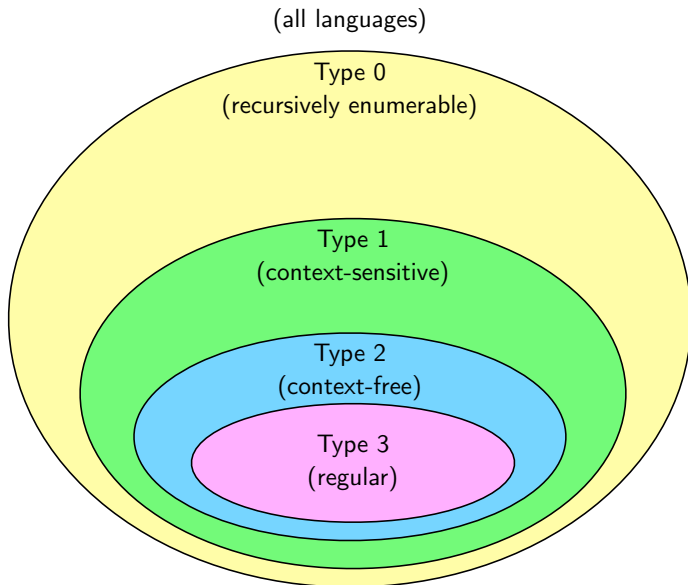 (all languages)
Type 0
(recursively enumerable)
Type 1
(context-sensitive)
Type 2
(context-free)
Type 3
(regular)